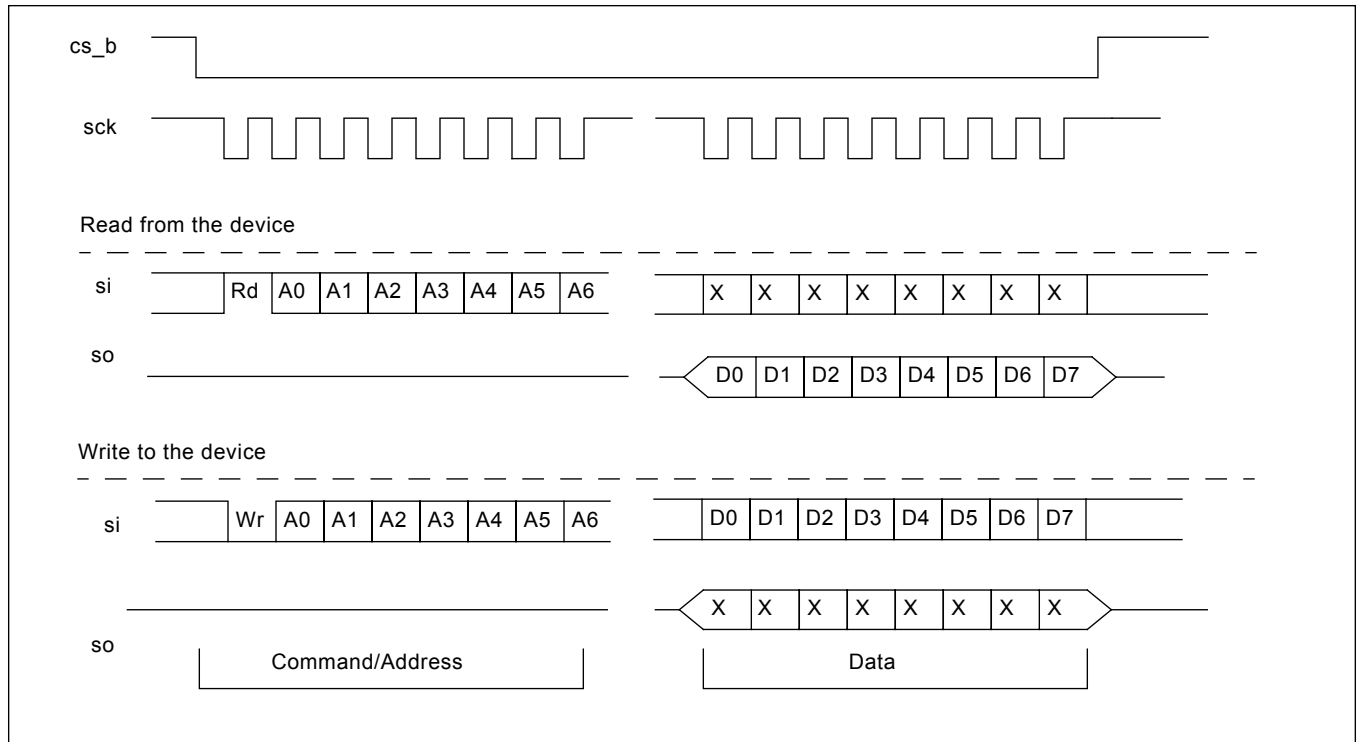 cs_b
sck
Read from the device
si Rd A0 A1 A2 A3 A4 A5 A6 X X X X X X X X
so D0 D1 D2 D3 D4 D5 D6 D7
Write to the device
si Wr A0 A1 A2 A3 A4 A5 A6 D0 D1 D2 D3 D4 D5 D6 D7
so X X X X X X X X
Command/Address Data